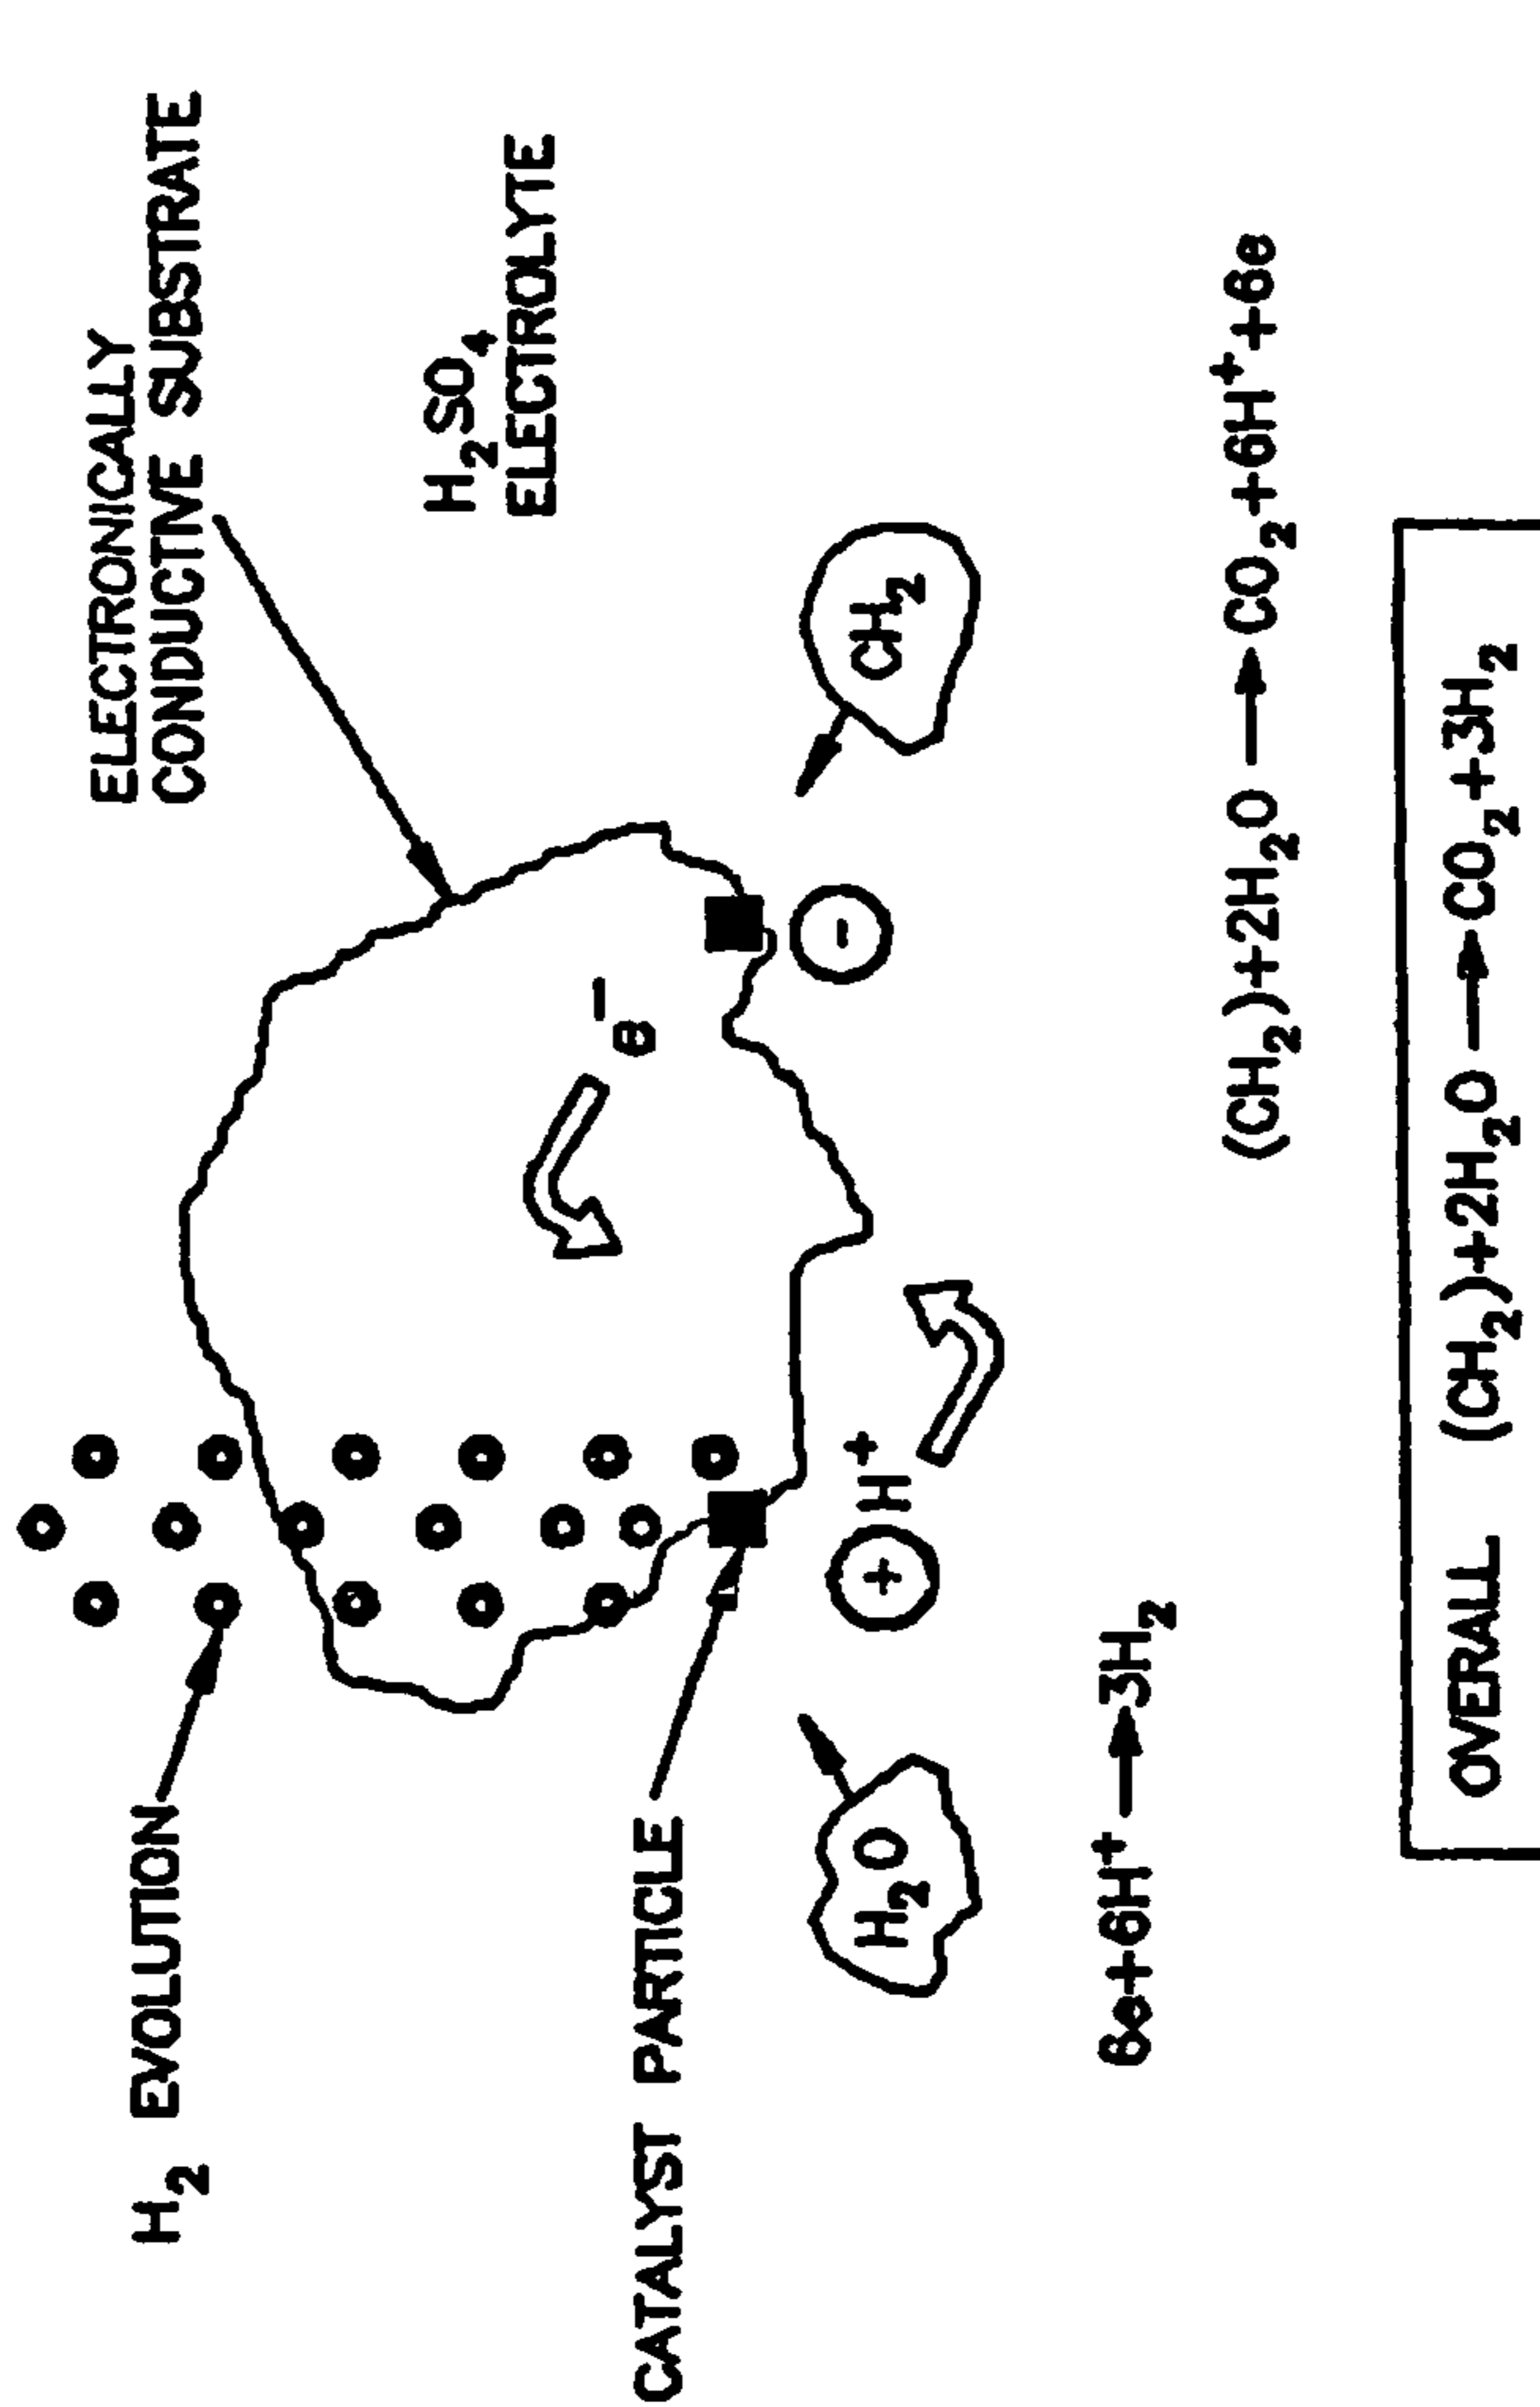 ELECTRONICALLY
CONDUCTIVE SUBSTRATE
H₂ EVOLUTION
H₂SO₄
ELECTROLYTE
e⁻
CATALYST PARTICLE
-
+
H⁺
H₂O
CH₂
6e+6H⁺ → 3H₂
(CH₂)+2H₂O → CO₂+6H⁺+6e
OVERALL (CH₂)+2H₂O → CO₂+3H₂